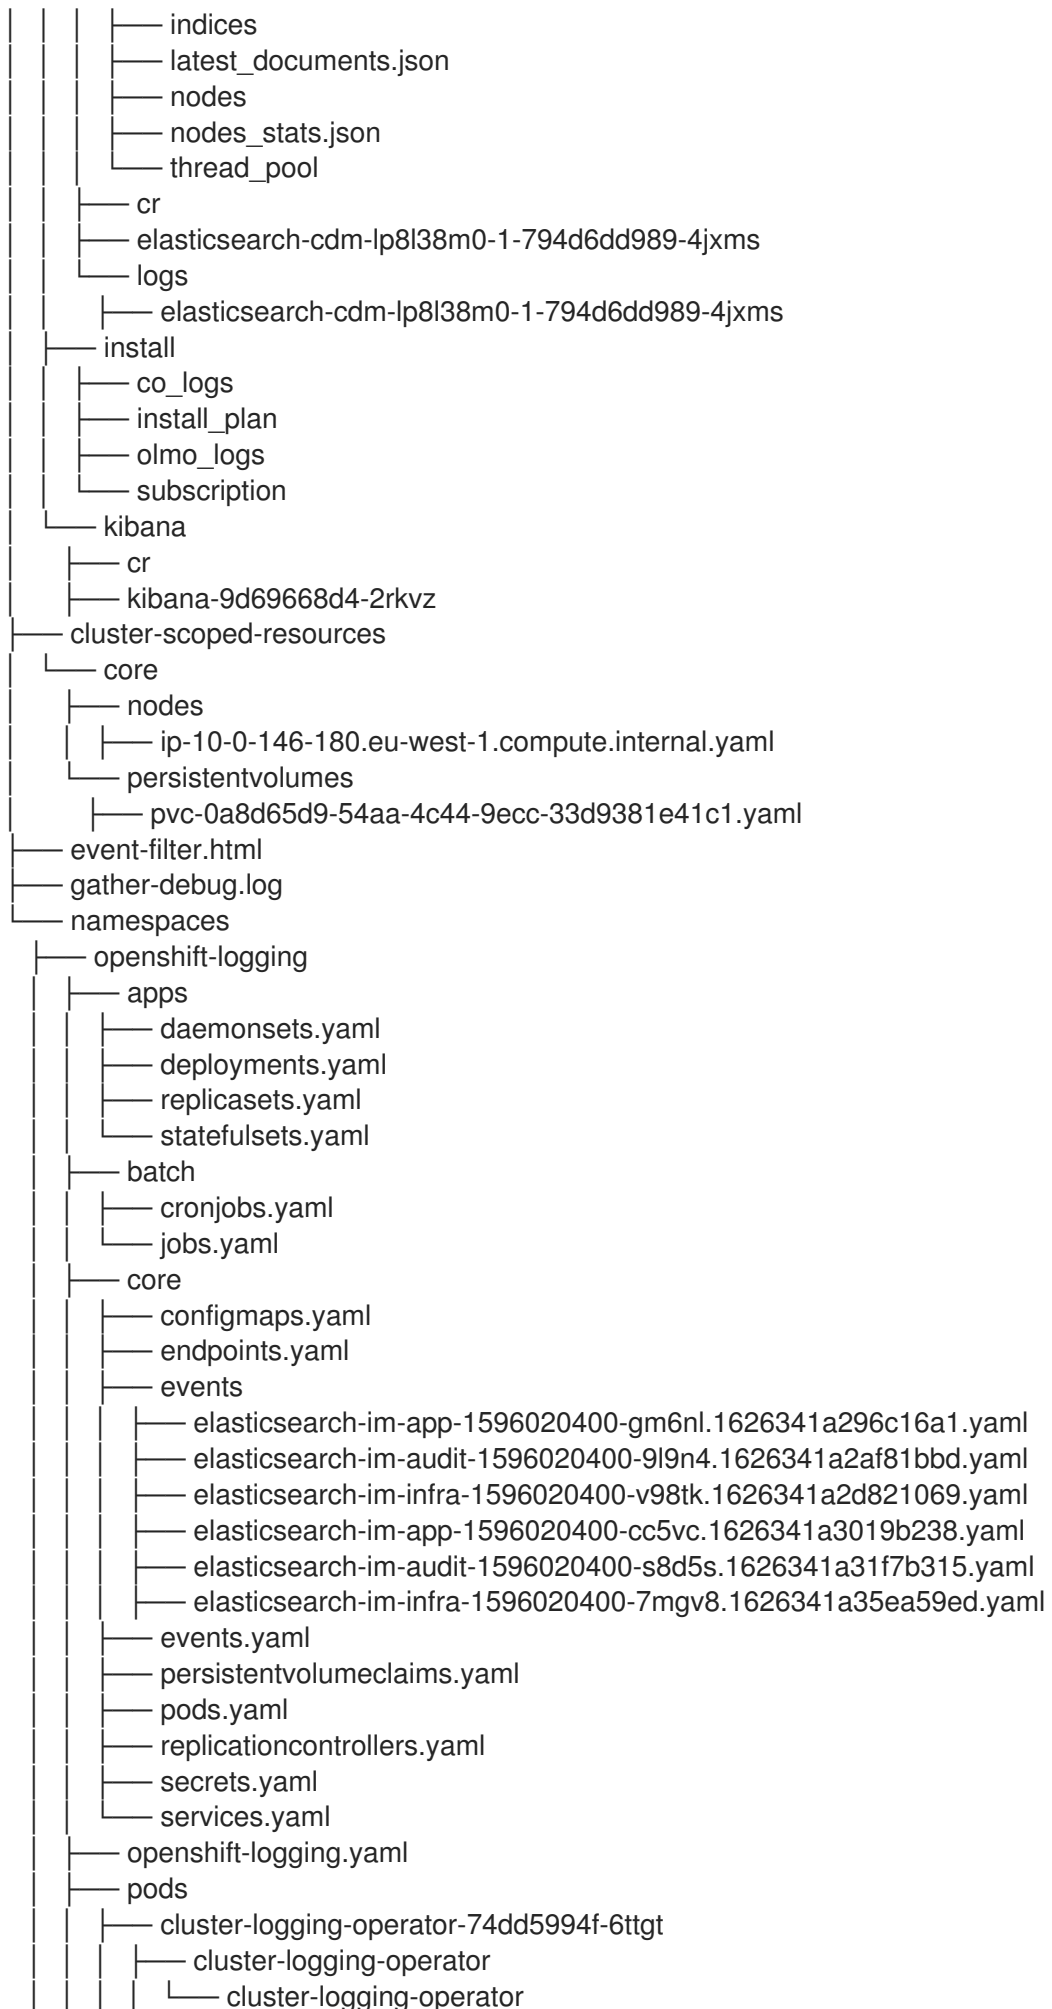 │ │ │ ├── indices
│ │ │ ├── latest_documents.json
│ │ │ ├── nodes
│ │ │ ├── nodes_stats.json
│ │ │ └── thread_pool
│ │ ├── cr
│ │ ├── elasticsearch-cdm-lp8l38m0-1-794d6dd989-4jxms
│ │ └── logs
│ │ ├── elasticsearch-cdm-lp8l38m0-1-794d6dd989-4jxms
│ ├── install
│ │ ├── co_logs
│ │ ├── install_plan
│ │ ├── olmo_logs
│ │ └── subscription
│ └── kibana
│ ├── cr
│ ├── kibana-9d69668d4-2rkvz
├── cluster-scoped-resources
│ └── core
│ ├── nodes
│ │ ├── ip-10-0-146-180.eu-west-1.compute.internal.yaml
│ └── persistentvolumes
│ ├── pvc-0a8d65d9-54aa-4c44-9ecc-33d9381e41c1.yaml
├── event-filter.html
├── gather-debug.log
└── namespaces
├── openshift-logging
│ ├── apps
│ │ ├── daemonsets.yaml
│ │ ├── deployments.yaml
│ │ ├── replicasets.yaml
│ │ └── statefulsets.yaml
│ ├── batch
│ │ ├── cronjobs.yaml
│ │ └── jobs.yaml
│ ├── core
│ │ ├── configmaps.yaml
│ │ ├── endpoints.yaml
│ │ ├── events
│ │ │ ├── elasticsearch-im-app-1596020400-gm6nl.1626341a296c16a1.yaml
│ │ │ ├── elasticsearch-im-audit-1596020400-9l9n4.1626341a2af81bbd.yaml
│ │ │ ├── elasticsearch-im-infra-1596020400-v98tk.1626341a2d821069.yaml
│ │ │ ├── elasticsearch-im-app-1596020400-cc5vc.1626341a3019b238.yaml
│ │ │ ├── elasticsearch-im-audit-1596020400-s8d5s.1626341a31f7b315.yaml
│ │ │ ├── elasticsearch-im-infra-1596020400-7mgv8.1626341a35ea59ed.yaml
│ │ ├── events.yaml
│ │ ├── persistentvolumeclaims.yaml
│ │ ├── pods.yaml
│ │ ├── replicationcontrollers.yaml
│ │ ├── secrets.yaml
│ │ └── services.yaml
│ ├── openshift-logging.yaml
│ ├── pods
│ │ ├── cluster-logging-operator-74dd5994f-6ttgt
│ │ │ ├── cluster-logging-operator
│ │ │ │ └── cluster-logging-operator